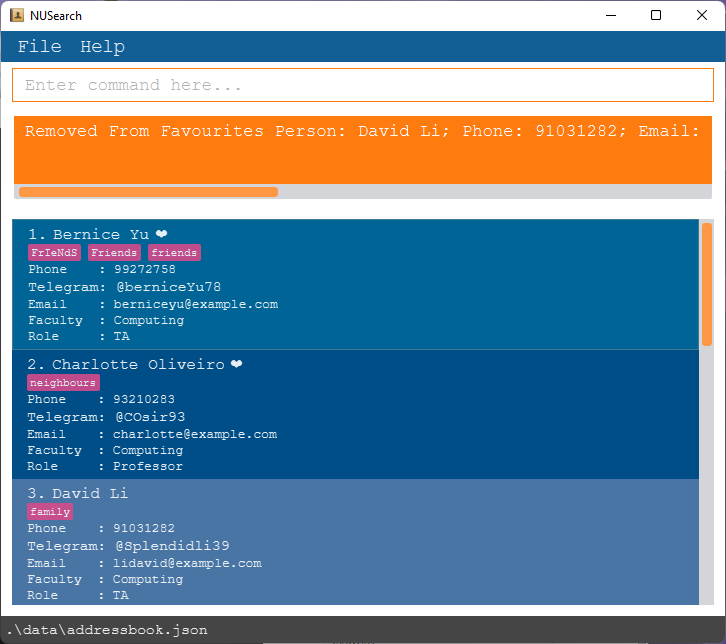 NUSearch
File Help
Enter command here...
Removed From Favourites Person: David Li; Phone: 91031282; Email:
1. Bernice Yu ❤
FrIeNdS Friends friends
Phone : 99272758
Telegram: @berniceYu78
Email : berniceyu@example.com
Faculty : Computing
Role : TA
2. Charlotte Oliveiro ❤
neighbours
Phone : 93210283
Telegram: @COsir93
Email : charlotte@example.com
Faculty : Computing
Role : Professor
3. David Li
family
Phone : 91031282
Telegram: @Splendidli39
Email : lidavid@example.com
Faculty : Computing
Role : TA
.\data\addressbook.json